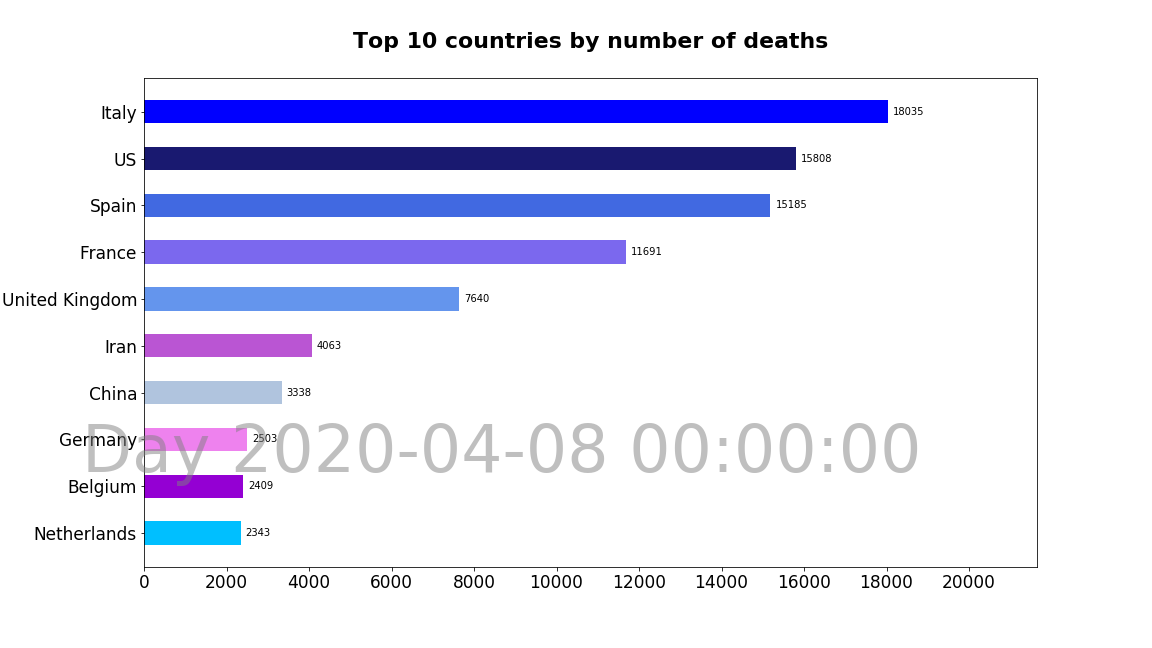 Top 10 countries by number of deaths
Italy 18035
US 15808
Spain 15185
France 11691
United Kingdom 7640
Iran 4063
China 3338
Germany 2503
Day 2020-04-08 00:00:00
Belgium 2409
Netherlands 2343
0 2000 4000 6000 8000 10000 12000 14000 16000 18000 20000